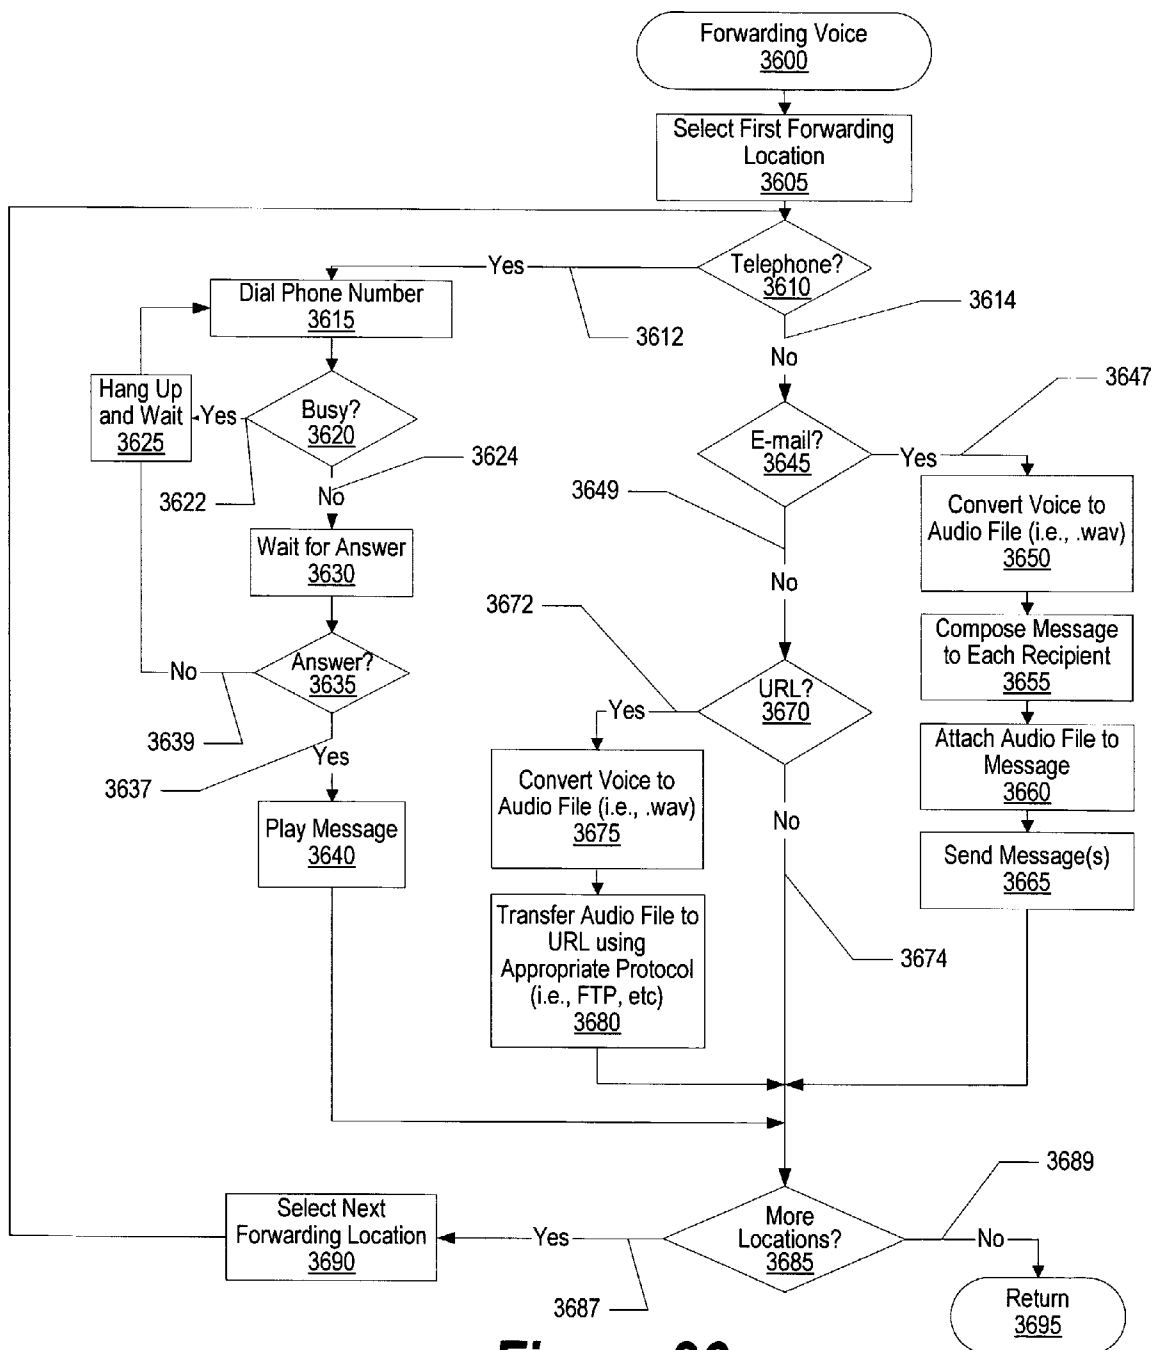 Forwarding Voice
3600
Select First Forwarding
Location
3605
Telephone?
3610
Yes
3612
3614
No
Dial Phone Number
3615
Hang Up
and Wait
3625
Yes
Busy?
3620
3622
3624
No
Wait for Answer
3630
Answer?
3635
No
3639
3637
Yes
Play Message
3640
E-mail?
3645
Yes
3647
3649
No
Convert Voice to
Audio File (i.e., .wav)
3650
Compose Message
to Each Recipient
3655
Attach Audio File to
Message
3660
Send Message(s)
3665
3672
URL?
3670
Yes
No
3674
Convert Voice to
Audio File (i.e., .wav)
3675
Transfer Audio File to
URL using
Appropriate Protocol
(i.e., FTP, etc)
3680
More
Locations?
3685
Yes
3687
3689
No
Select Next
Forwarding Location
3690
Return
3695